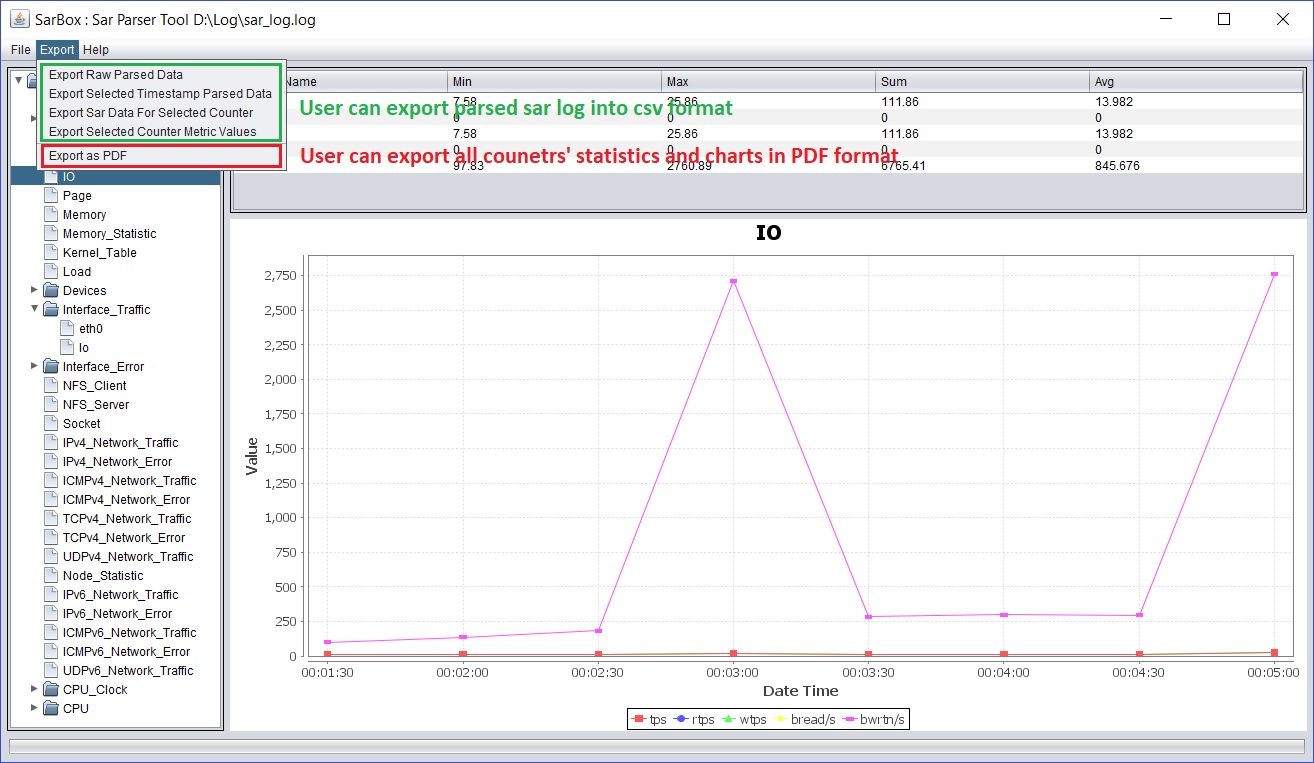 SarBox : Sar Parser Tool D:\Log\sar_log.log
File Export Help
Export Raw Parsed Data
Export Selected Timestamp Parsed Data
Export Sar Data For Selected Counter
Export Selected Counter Metric Values
Export as PDF
User can export parsed sar log into csv format
User can export all counetrs' statistics and charts in PDF format
Name Min Max Sum Avg
7.58 25.86 111.86 13.982
0 0 0 0
7.58 25.86 111.86 13.982
0 0 0 0
97.83 2760.89 6765.41 845.676
IO
Page
Memory
Memory_Statistic
Kernel_Table
Load
Devices
Interface_Traffic
eth0
lo
Interface_Error
NFS_Client
NFS_Server
Socket
IPv4_Network_Traffic
IPv4_Network_Error
ICMPv4_Network_Traffic
ICMPv4_Network_Error
TCPv4_Network_Traffic
TCPv4_Network_Error
UDPv4_Network_Traffic
Node_Statistic
IPv6_Network_Traffic
IPv6_Network_Error
ICMPv6_Network_Traffic
ICMPv6_Network_Error
UDPv6_Network_Traffic
CPU_Clock
CPU
IO
Value
2,750
2,500
2,250
2,000
1,750
1,500
1,250
1,000
750
500
250
0
00:01:30 00:02:00 00:02:30 00:03:00 00:03:30 00:04:00 00:04:30 00:05:00
Date Time
tps rtps wtps bread/s bwrtn/s